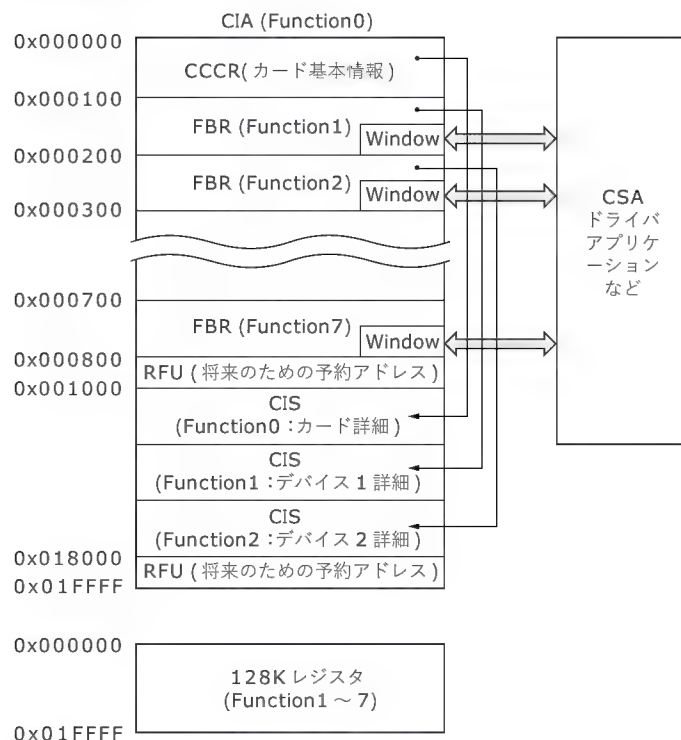 CIA (Function0)
0x000000
CCCR(カード基本情報)
0x000100
FBR (Function1)
Window
0x000200
FBR (Function2)
Window
0x000300
CSA
ドライバ
アプリケ
ーション
など
0x000700
FBR (Function7)
Window
0x000800
RFU (将来のための予約アドレス)
0x001000
CIS
(Function0：カード詳細)
CIS
(Function1：デバイス1詳細)
CIS
(Function2：デバイス2詳細)
0x018000
RFU (将来のための予約アドレス)
0x01FFFF
0x000000
128Kレジスタ
(Function1～7)
0x01FFFF